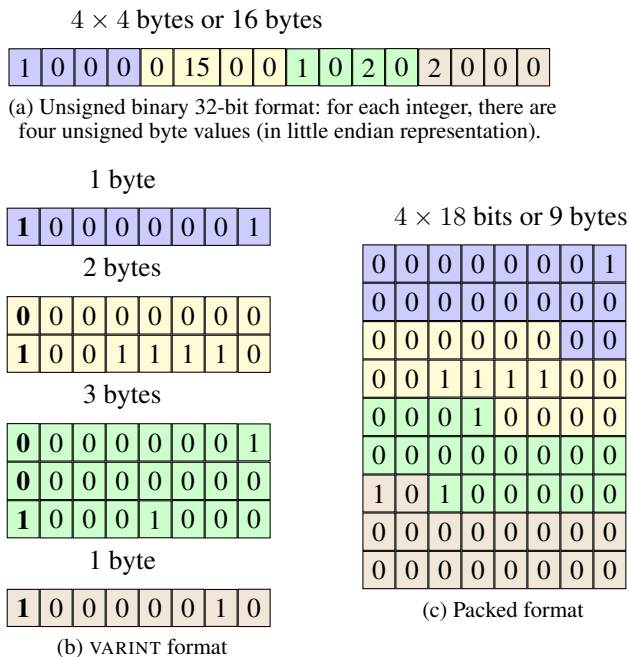 4 × 4 bytes or 16 bytes
1 0 0 0 0 15 0 0 1 0 2 0 2 0 0 0
(a) Unsigned binary 32-bit format: for each integer, there are
four unsigned byte values (in little endian representation).
1 byte
1 0 0 0 0 0 0 1
2 bytes
0 0 0 0 0 0 0 0
1 0 0 1 1 1 1 0
3 bytes
0 0 0 0 0 0 0 1
0 0 0 0 0 0 0 0
1 0 0 0 1 0 0 0
1 byte
1 0 0 0 0 0 1 0
(b) VARINT format
4 × 18 bits or 9 bytes
0 0 0 0 0 0 0 1
0 0 0 0 0 0 0 0
0 0 0 0 0 0 0 0
0 0 1 1 1 1 0 0
0 0 0 1 0 0 0 0
0 0 0 0 0 0 0 0
1 0 1 0 0 0 0 0
0 0 0 0 0 0 0 0
0 0 0 0 0 0 0 0
(c) Packed format